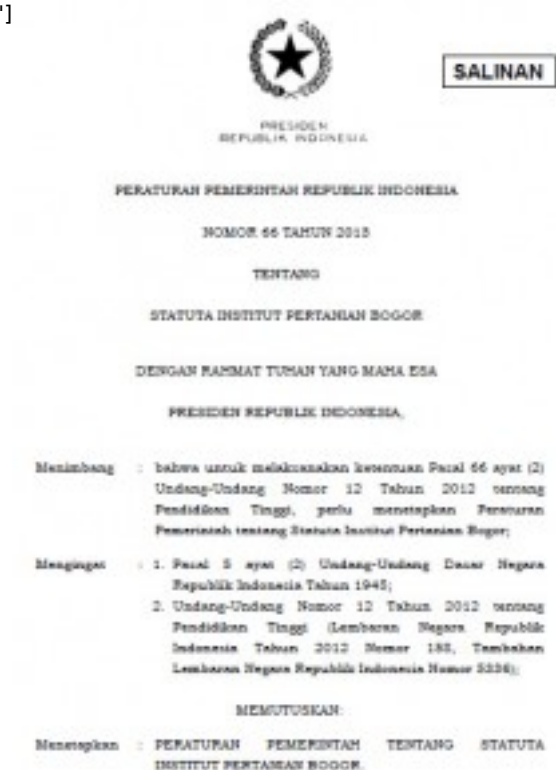 ']
SALINAN
PRESIDEN
REPUBLIK INDONESIA
PERATURAN PEMERINTAH REPUBLIK INDONESIA
NOMOR 66 TAHUN 2013
TENTANG
STATUTA INSTITUT PERTANIAN BOGOR
DENGAN RAHMAT TUHAN YANG MAHA ESA
PRESIDEN REPUBLIK INDONESIA,
Menimbang : bahwa untuk melaksanakan ketentuan Pasal 66 ayat (2)
Undang-Undang Nomor 12 Tahun 2012 tentang
Pendidikan Tinggi, perlu menetapkan Peraturan
Pemerintah tentang Statuta Institut Pertanian Bogor;
Mengingat : 1. Pasal 5 ayat (2) Undang-Undang Dasar Negara
Republik Indonesia Tahun 1945;
2. Undang-Undang Nomor 12 Tahun 2012 tentang
Pendidikan Tinggi (Lembaran Negara Republik
Indonesia Tahun 2012 Nomor 158, Tambahan
Lembaran Negara Republik Indonesia Nomor 5336);
MEMUTUSKAN:
Menetapkan : PERATURAN PEMERINTAH TENTANG STATUTA
INSTITUT PERTANIAN BOGOR.